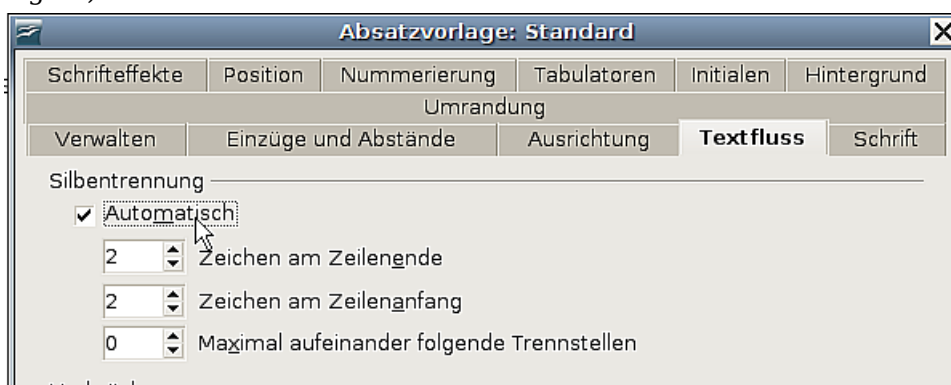 Absatzvorlage: Standard
Schrifteffekte Position Nummerierung Tabulatoren Initialen Hintergrund
Umrandung
Verwalten Einzüge und Abstände Ausrichtung Textfluss Schrift
Silbentrennung
Automatisch
2 Zeichen am Zeilenende
2 Zeichen am Zeilenanfang
0 Maximal aufeinander folgende Trennstellen